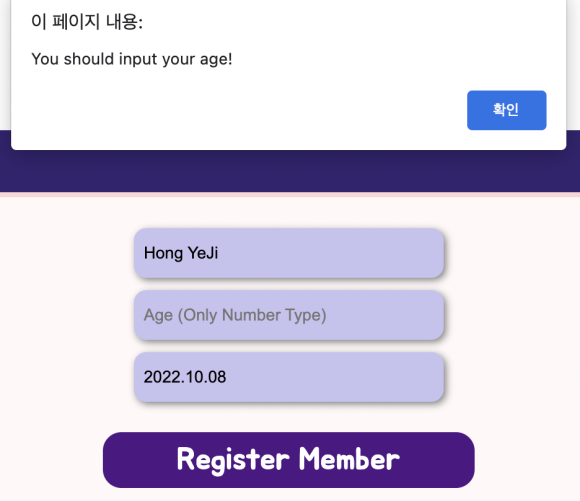 이 페이지 내용:
You should input your age!
확인
Hong YeJi
Age (Only Number Type)
2022.10.08
Register Member